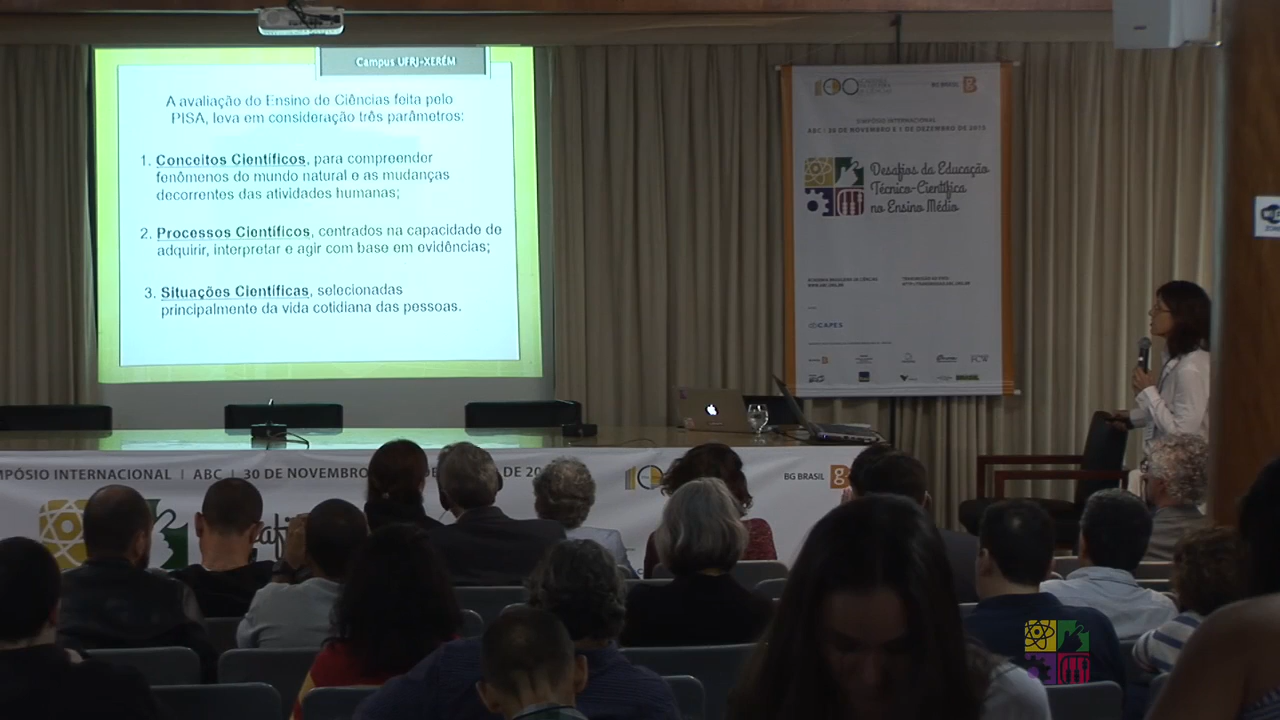 Campus UFRJ-XERÉM
A avaliação do Ensino de Ciências feita pelo
PISA, leva em consideração três parâmetros:
1. Conceitos Científicos, para compreender
fenômenos do mundo natural e as mudanças
decorrentes das atividades humanas;
2. Processos Científicos, centrados na capacidade de
adquirir, interpretar e agir com base em evidências;
3. Situações Científicas, selecionadas
principalmente da vida cotidiana das pessoas.
100
BG BRASIL
SIMPÓSIO INTERNACIONAL
ABC | 30 DE NOVEMBRO E 1 DE DEZEMBRO DE 2015
Desafios da Educação
Técnico-Científica
no Ensino Médio
CAPES
BRASIL
MPÓSIO INTERNACIONAL | ABC | 30 DE NOVEMBRO
BG BRASIL